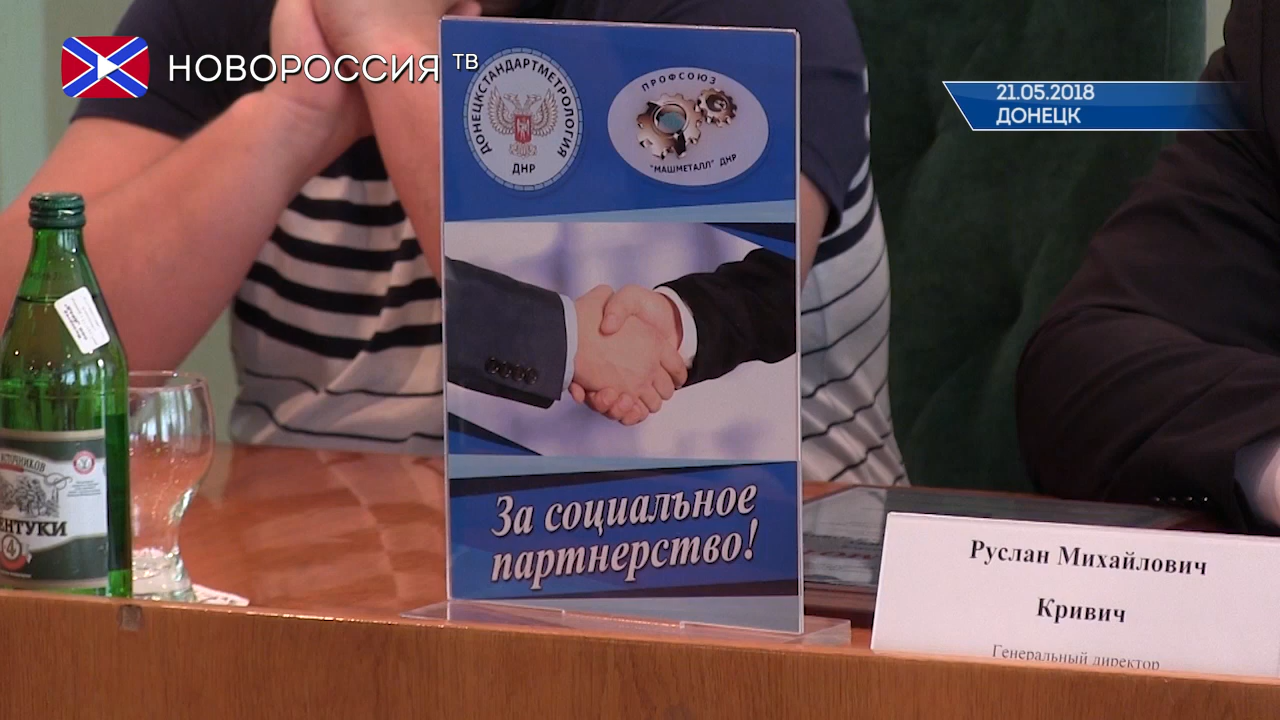 НОВОРОССИЯ ТВ
21.05.2018
ДОНЕЦК
ДОНЕЦКСТАНДАРТМЕТРОЛОГИЯ
ДНР
ПРОФСОЮЗ
"МАШМЕТАЛЛ" ДНР
За социальное
партнерство!
Руслан Михайлович
Кривич
Генеральный директор
ИСТОЧНИКОВ
ЕНТУКИ
4